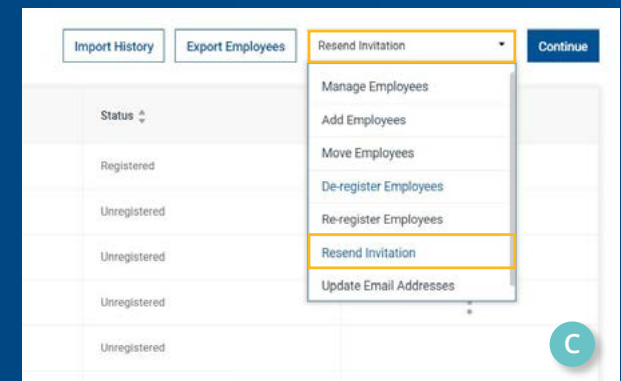 Import History
Export Employees
Resend Invitation
Continue
Manage Employees
Status
Add Employees
Move Employees
Registered
De-register Employees
Unregistered
Re-register Employees
Unregistered
Resend Invitation
Update Email Addresses
Unregistered
Unregistered
C